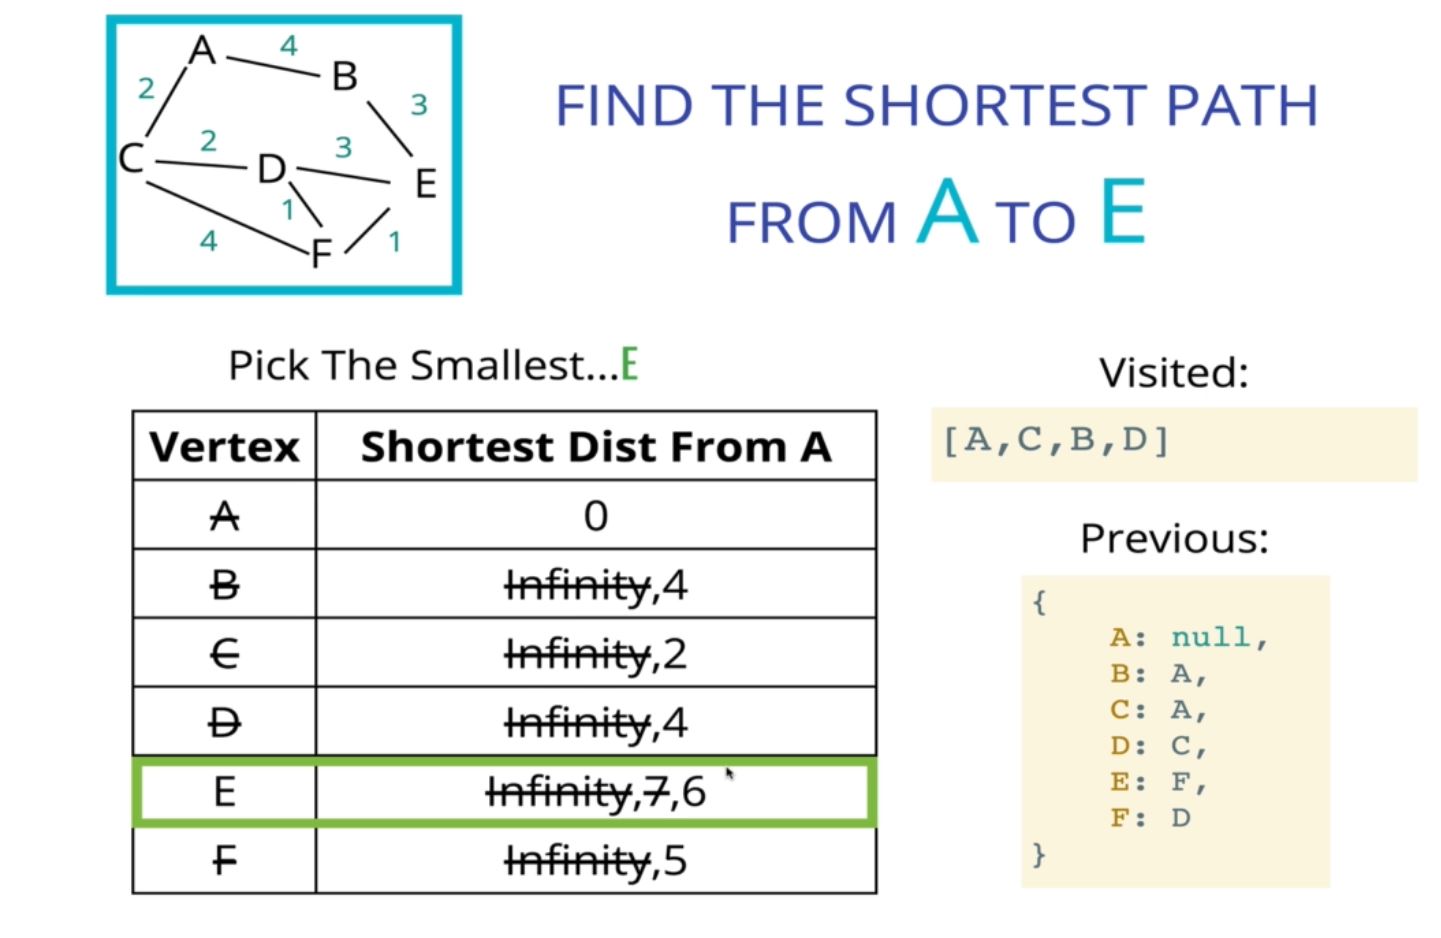 A 4 B
2 3
C 2 D 3 E
1
4 F 1
FIND THE SHORTEST PATH
FROM A TO E
Pick The Smallest...E
Vertex Shortest Dist From A
A 0
B Infinity,4
C Infinity,2
D Infinity,4
E Infinity,7,6
F Infinity,5
Visited:
[A,C,B,D]
Previous:
{
A: null,
B: A,
C: A,
D: C,
E: F,
F: D
}